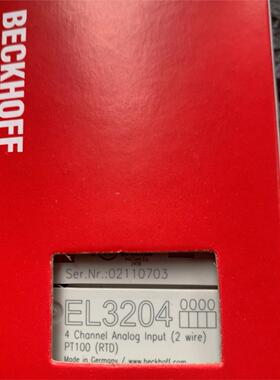 BECKHOFF
Ser.Nr.:02110703
EL3204 0000
4 Channel Analog Input (2 wire)
PT100 (RTD)
Made in Germany / www.beckhoff.com